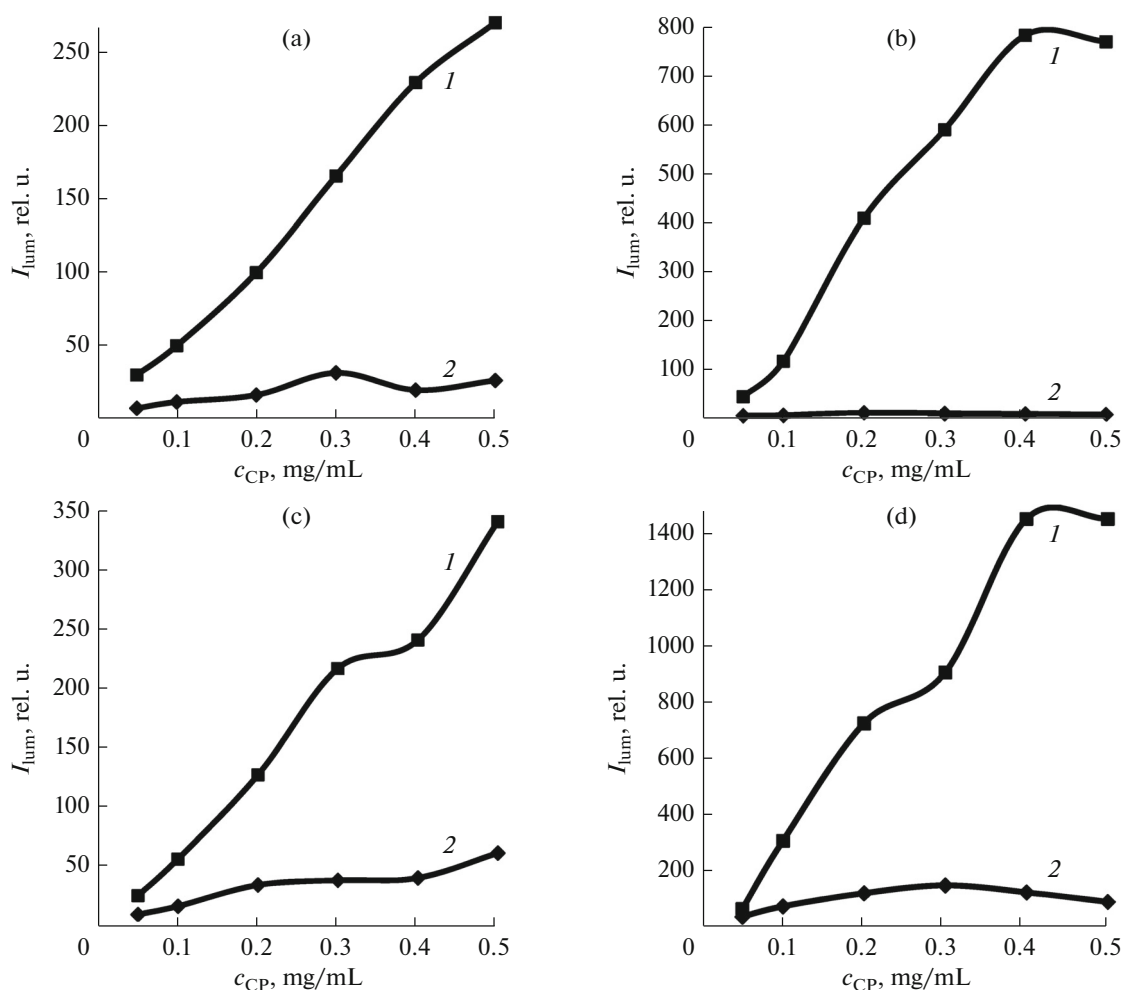 (a)
250
200
150
100
50
0
0.1 0.2 0.3 0.4 0.5
I_lum, rel. u.
c_CP, mg/mL
1
2
(b)
800
700
600
500
400
300
200
100
0
0.1 0.2 0.3 0.4 0.5
I_lum, rel. u.
c_CP, mg/mL
1
2
(c)
350
300
250
200
150
100
50
0
0.1 0.2 0.3 0.4 0.5
I_lum, rel. u.
c_CP, mg/mL
1
2
(d)
1400
1200
1000
800
600
400
200
0
0.1 0.2 0.3 0.4 0.5
I_lum, rel. u.
c_CP, mg/mL
1
2